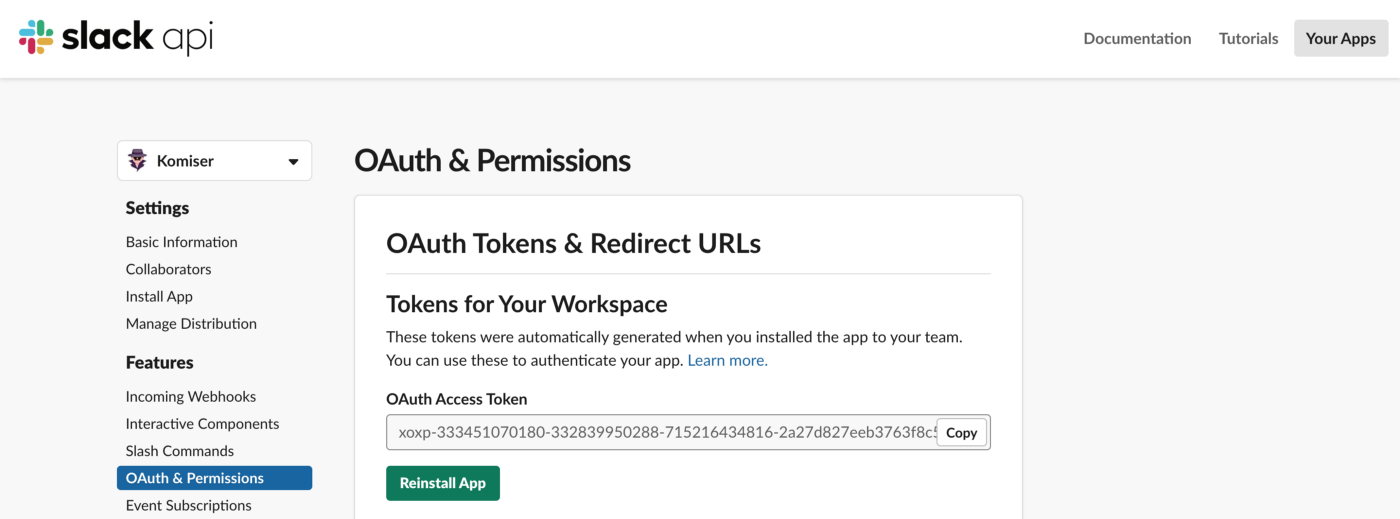 slack api
Documentation
Tutorials
Your Apps
Komiser
OAuth & Permissions
Settings
Basic Information
Collaborators
Install App
Manage Distribution
Features
Incoming Webhooks
Interactive Components
Slash Commands
OAuth & Permissions
Event Subscriptions
OAuth Tokens & Redirect URLs
Tokens for Your Workspace
These tokens were automatically generated when you installed the app to your team.
You can use these to authenticate your app. Learn more.
OAuth Access Token
xoxp-333451070180-332839950288-715216434816-2a27d827eeb3763f8c
Copy
Reinstall App